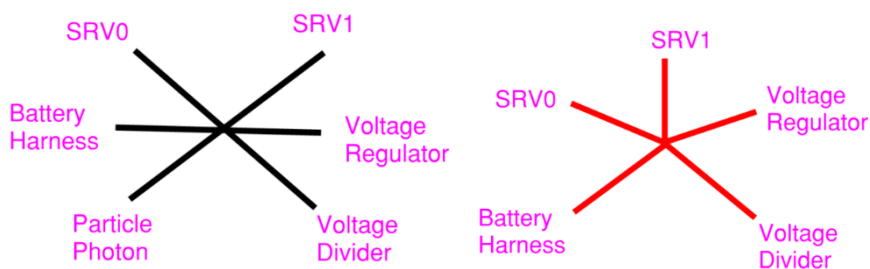 SRV0
SRV1
Battery
Harness
Voltage
Regulator
Particle
Photon
Voltage
Divider
SRV1
SRV0
Voltage
Regulator
Battery
Harness
Voltage
Divider